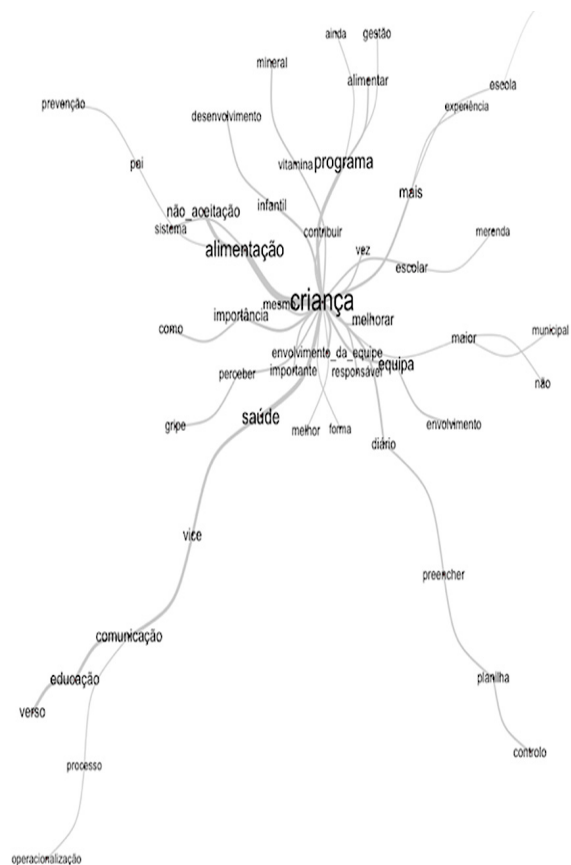 ainda
gestão
mineral
alimentar
escola
experiência
prevenção
desenvolvimento
pei
vitamina
programa
mais
infantil
não_aceitação
sistema
contribuir
merenda
alimentação
vez
escolar
mesmo
criança
importância
melhorar
como
maior
municipal
envolvimento_da_equipe
equipa
perceber
importante
responsável
não
saúde
gripe
melhor
forma
envolvimento
diário
vice
preencher
comunicação
educação
planilha
verso
controlo
processo
operacionalização